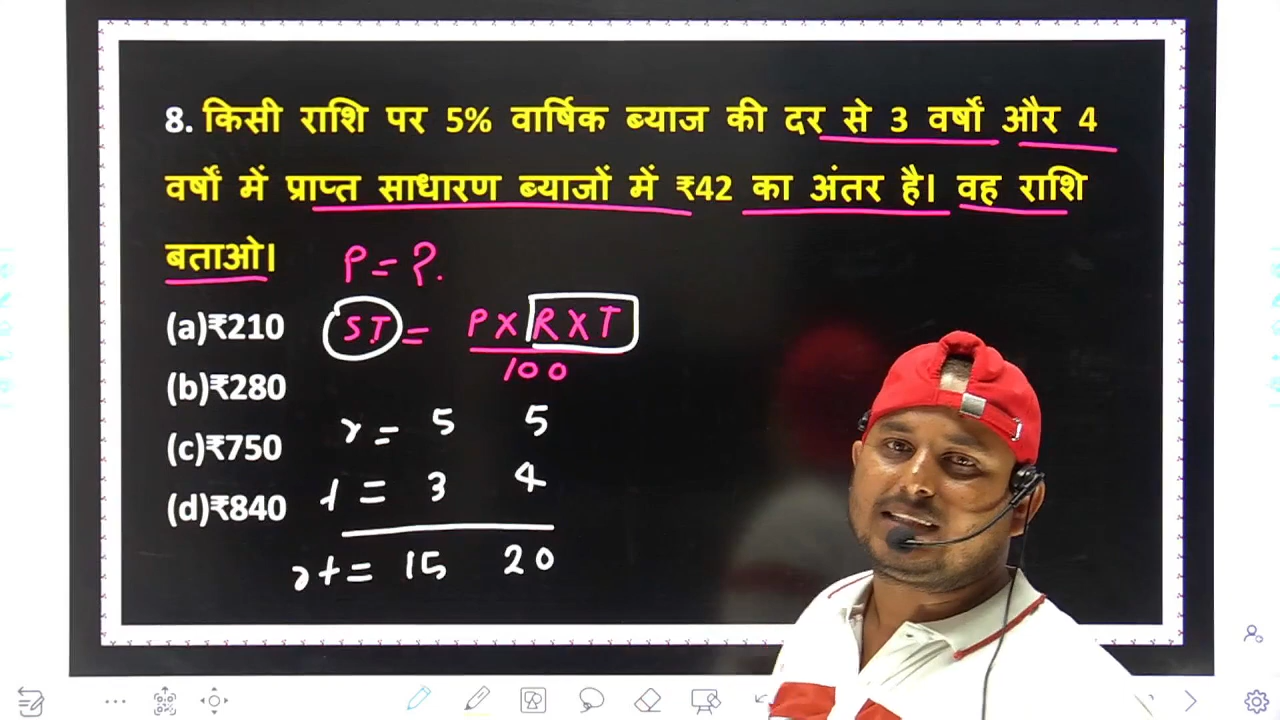 8. किसी राशि पर 5% वार्षिक ब्याज की दर से 3 वर्षों और 4
वर्षों में प्राप्त साधारण ब्याजों में ₹42 का अंतर है। वह राशि
बताओ।
P = ?.
(a)₹210
(b)₹280
(c)₹750
(d)₹840
SI = P X R X T
100
r = 5 5
t = 3 4
rt = 15 20